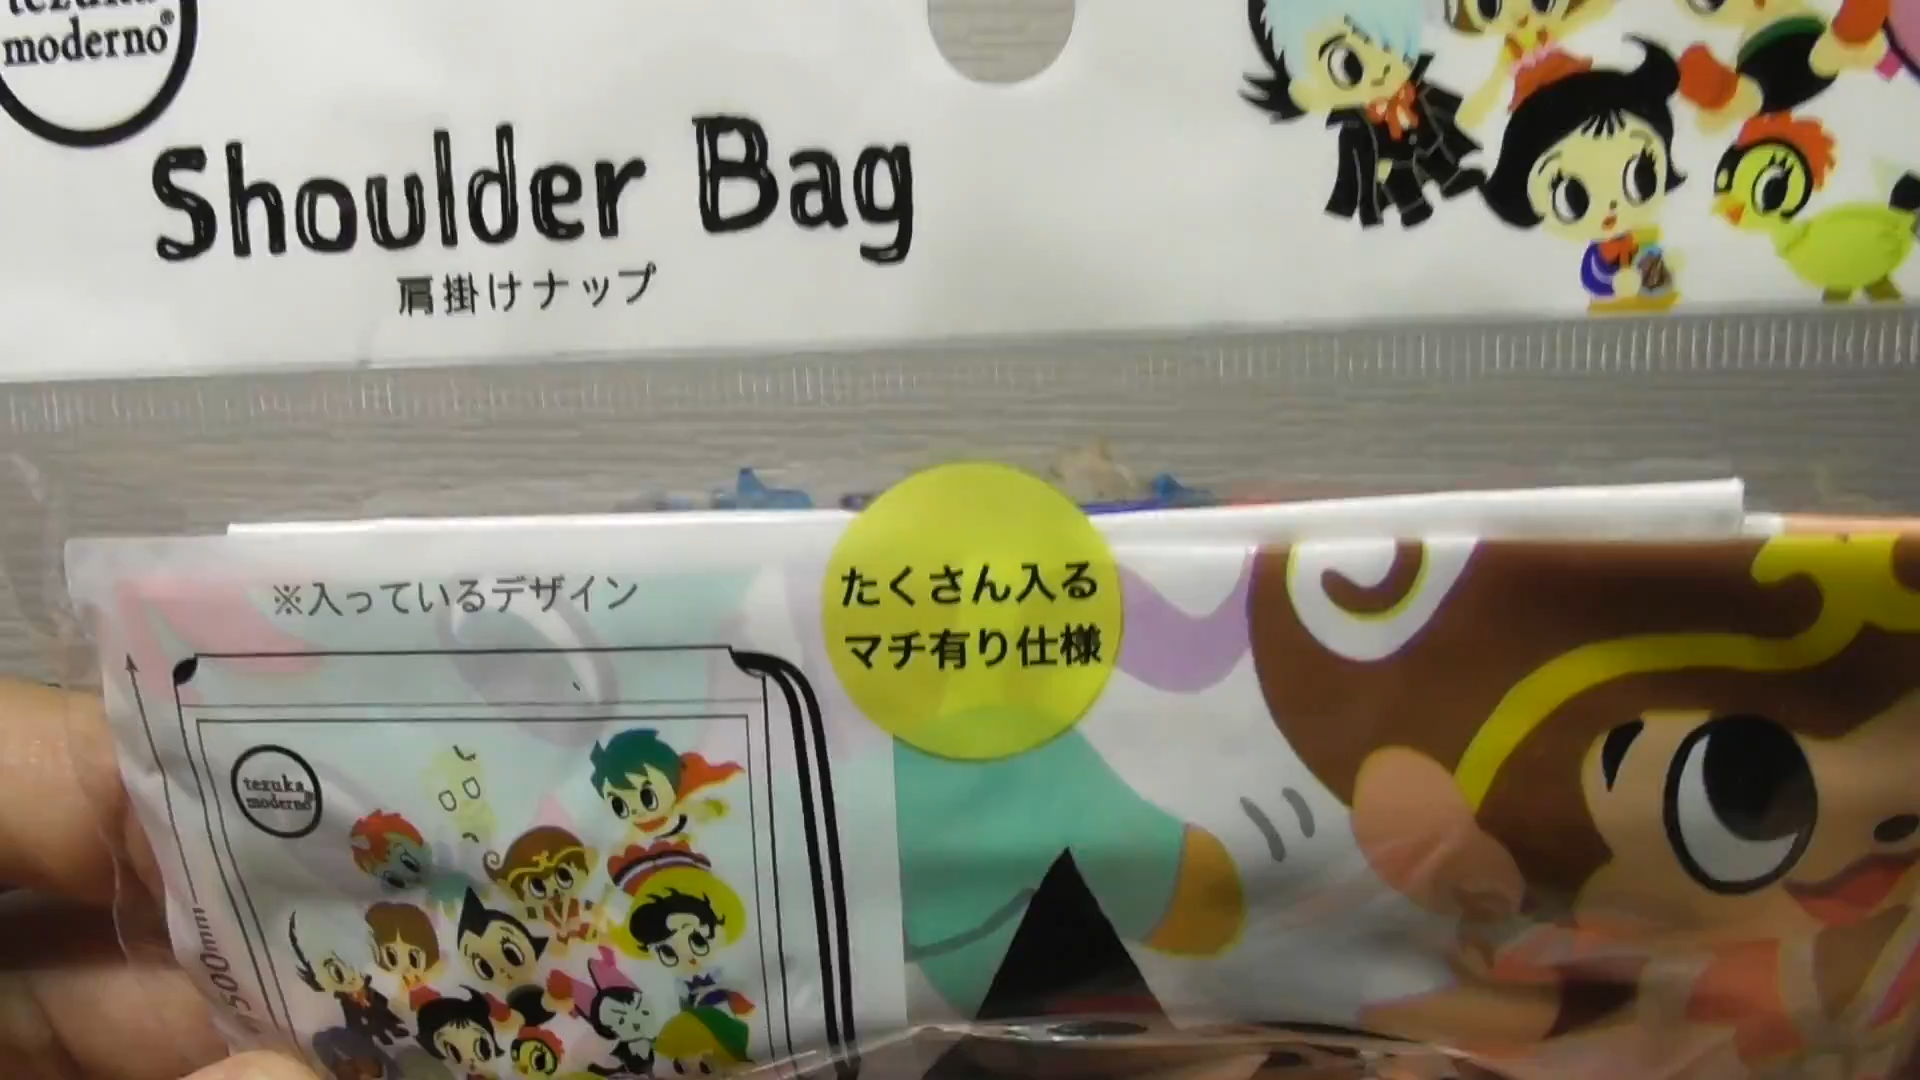 tezuka
moderno®
Shoulder Bag
肩掛けナップ
※入っているデザイン
たくさん入る
マチ有り仕様
tezuka
moderno®
500mm